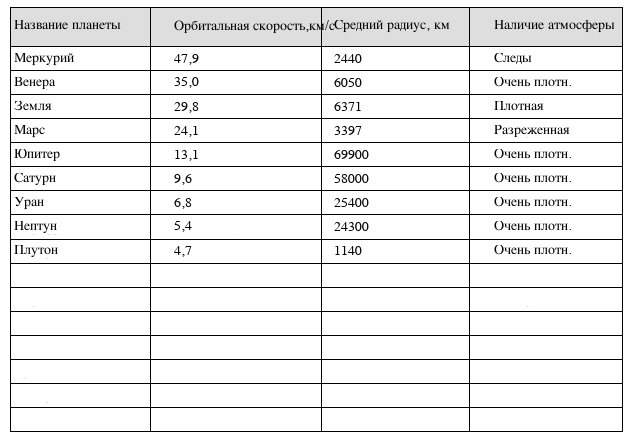 Название планеты Орбитальная скорость,км/с Средний радиус, км Наличие атмосферы
Меркурий 47,9 2440 Следы
Венера 35,0 6050 Очень плотн.
Земля 29,8 6371 Плотная
Марс 24,1 3397 Разреженная
Юпитер 13,1 69900 Очень плотн.
Сатурн 9,6 58000 Очень плотн.
Уран 6,8 25400 Очень плотн.
Нептун 5,4 24300 Очень плотн.
Плутон 4,7 1140 Очень плотн.